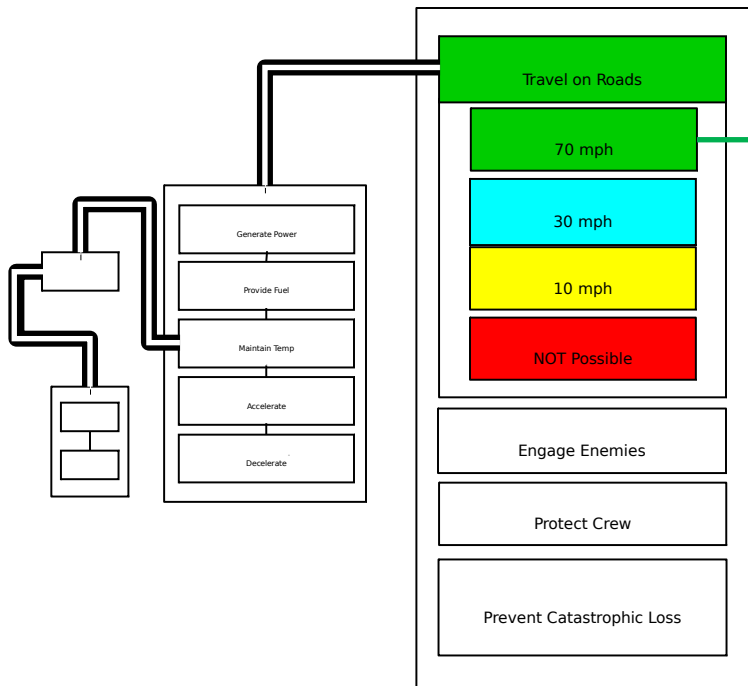 Travel on Roads
70 mph
30 mph
10 mph
NOT Possible
Engage Enemies
Protect Crew
Prevent Catastrophic Loss
Generate Power
Provide Fuel
Maintain Temp
Accelerate
Decelerate